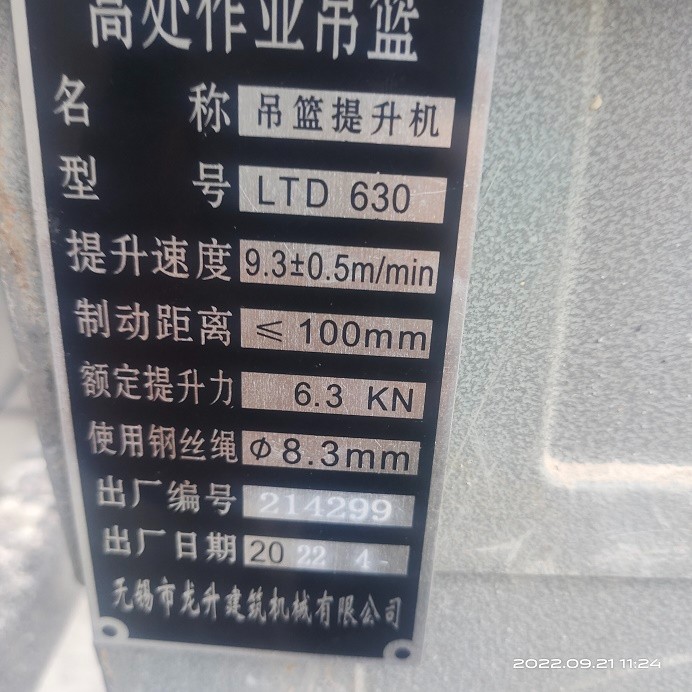 高处作业吊篮
名 称 吊篮提升机
型 号 LTD 630
提升速度 9.3±0.5m/min
制动距离 ≤ 100mm
额定提升力 6.3 KN
使用钢丝绳 φ8.3mm
出厂编号 214299
出厂日期 20 22 4-
无锡市龙升建筑机械有限公司
2022.09.21 11:24